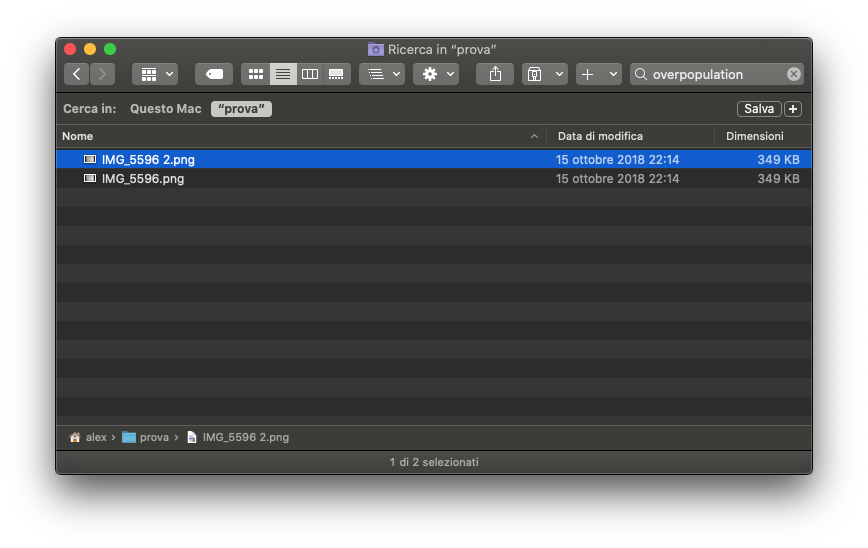 Ricerca in “prova”
overpopulation
Cerca in: Questo Mac “prova” Salva +
Nome Data di modifica Dimensioni
IMG_5596 2.png 15 ottobre 2018 22:14 349 KB
IMG_5596.png 15 ottobre 2018 22:14 349 KB
alex › prova › IMG_5596 2.png
1 di 2 selezionati